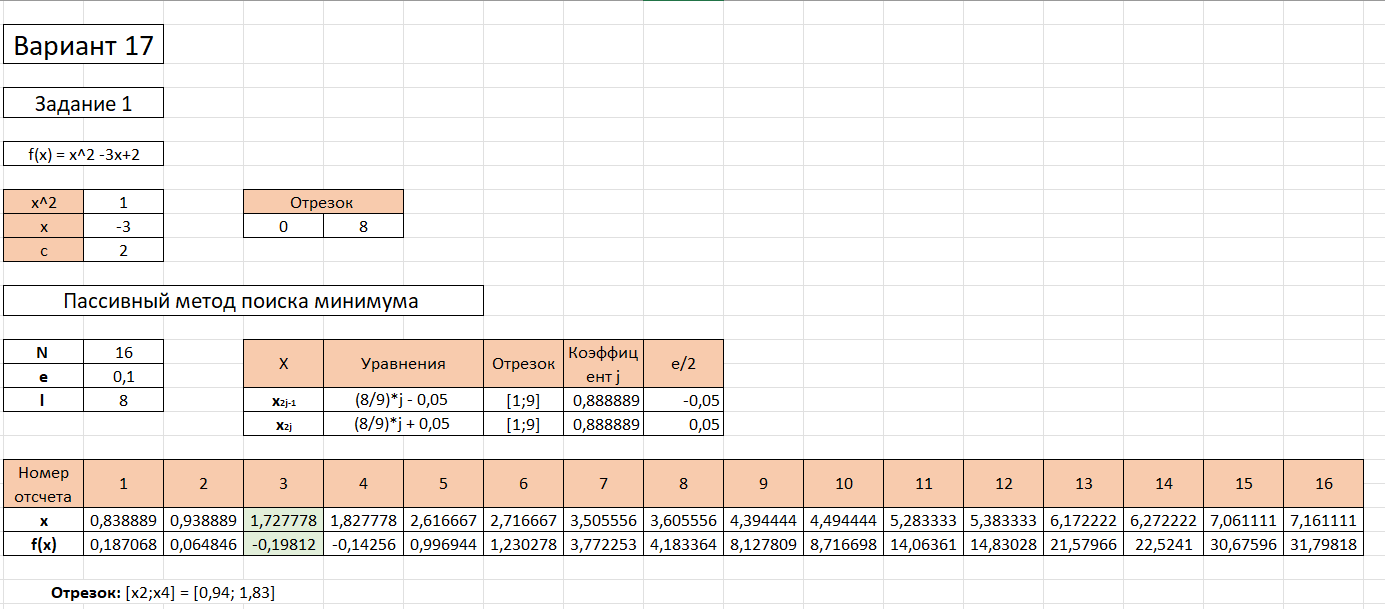 Вариант 17
Задание 1
f(x) = x^2 -3x+2
x^2 1 Отрезок
x -3 0 8
c 2
Пассивный метод поиска минимума
N 16 X Уравнения Отрезок Коэффиц
ент j e/2
e 0,1
l 8 x2j-1 (8/9)*j - 0,05 [1;9] 0,888889 -0,05
x2j (8/9)*j + 0,05 [1;9] 0,888889 0,05
Номер
отсчета 1 2 3 4 5 6 7 8 9 10 11 12 13 14 15 16
x 0,838889 0,938889 1,727778 1,827778 2,616667 2,716667 3,505556 3,605556 4,394444 4,494444 5,283333 5,383333 6,172222 6,272222 7,061111 7,161111
f(x) 0,187068 0,064846 -0,19812 -0,14256 0,996944 1,230278 3,772253 4,183364 8,127809 8,716698 14,06361 14,83028 21,57966 22,5241 30,67596 31,79818
Отрезок: [x2;x4] = [0,94; 1,83]